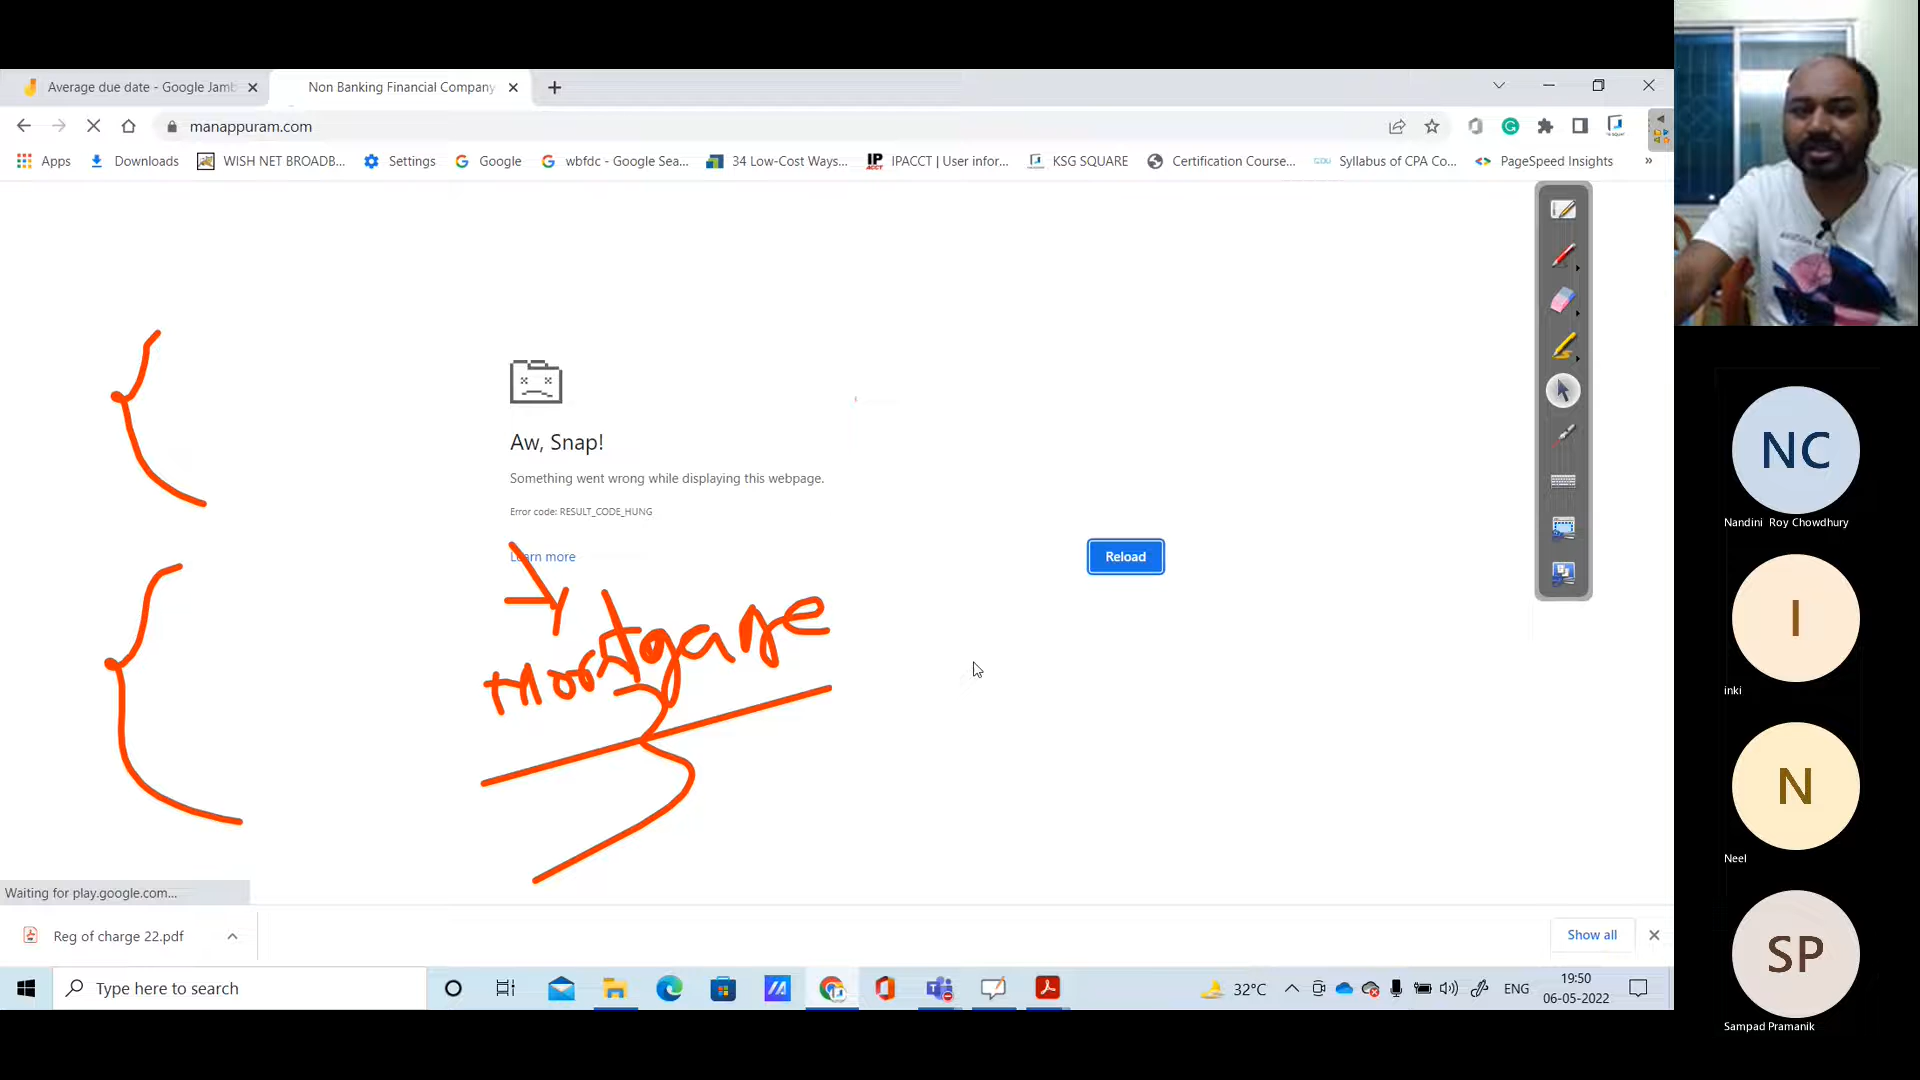 Average due date - Google Jamb
Non Banking Financial Company
manappuram.com
Apps
Downloads
WISH NET BROADB...
Settings
Google
wbfdc - Google Sea...
34 Low-Cost Ways...
IP ACCT
IPACCT | User infor...
KSG SQUARE
Certification Course...
Syllabus of CPA Co...
PageSpeed Insights
»
Aw, Snap!
Something went wrong while displaying this webpage.
Error code: RESULT_CODE_HUNG
Learn more
Reload
Mortgage
Waiting for play.google.com...
Reg of charge 22.pdf
Show all
Type here to search
32°C
ENG
19:50
06-05-2022
NC
Nandini Roy Chowdhury
I
inki
N
Neel
SP
Sampad Pramanik